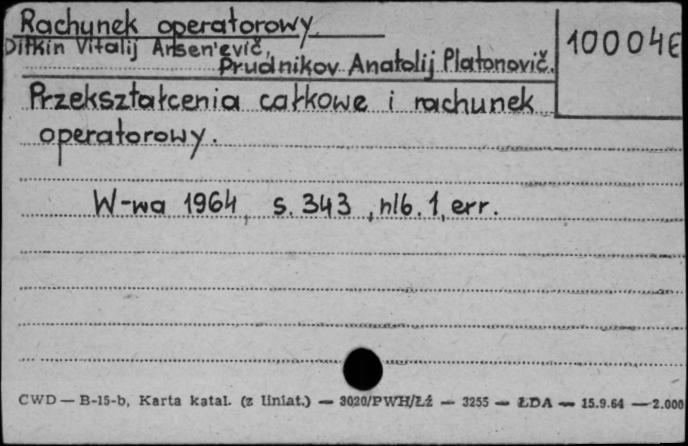 Rachunek operatorowy
100046
Ditkin Vitalij Arsen'evič,
Prudnikov Anatolij Platonovič.
Przekształcenia całkowe i rachunek
operatorowy.
W-wa 1964, s. 343, nlb. 1, err.
CWD — B-15-b, Karta katal. (z liniat.) — 3020/PWH/Łż — 3255 — ŁDA — 15.9.64 — 2.000